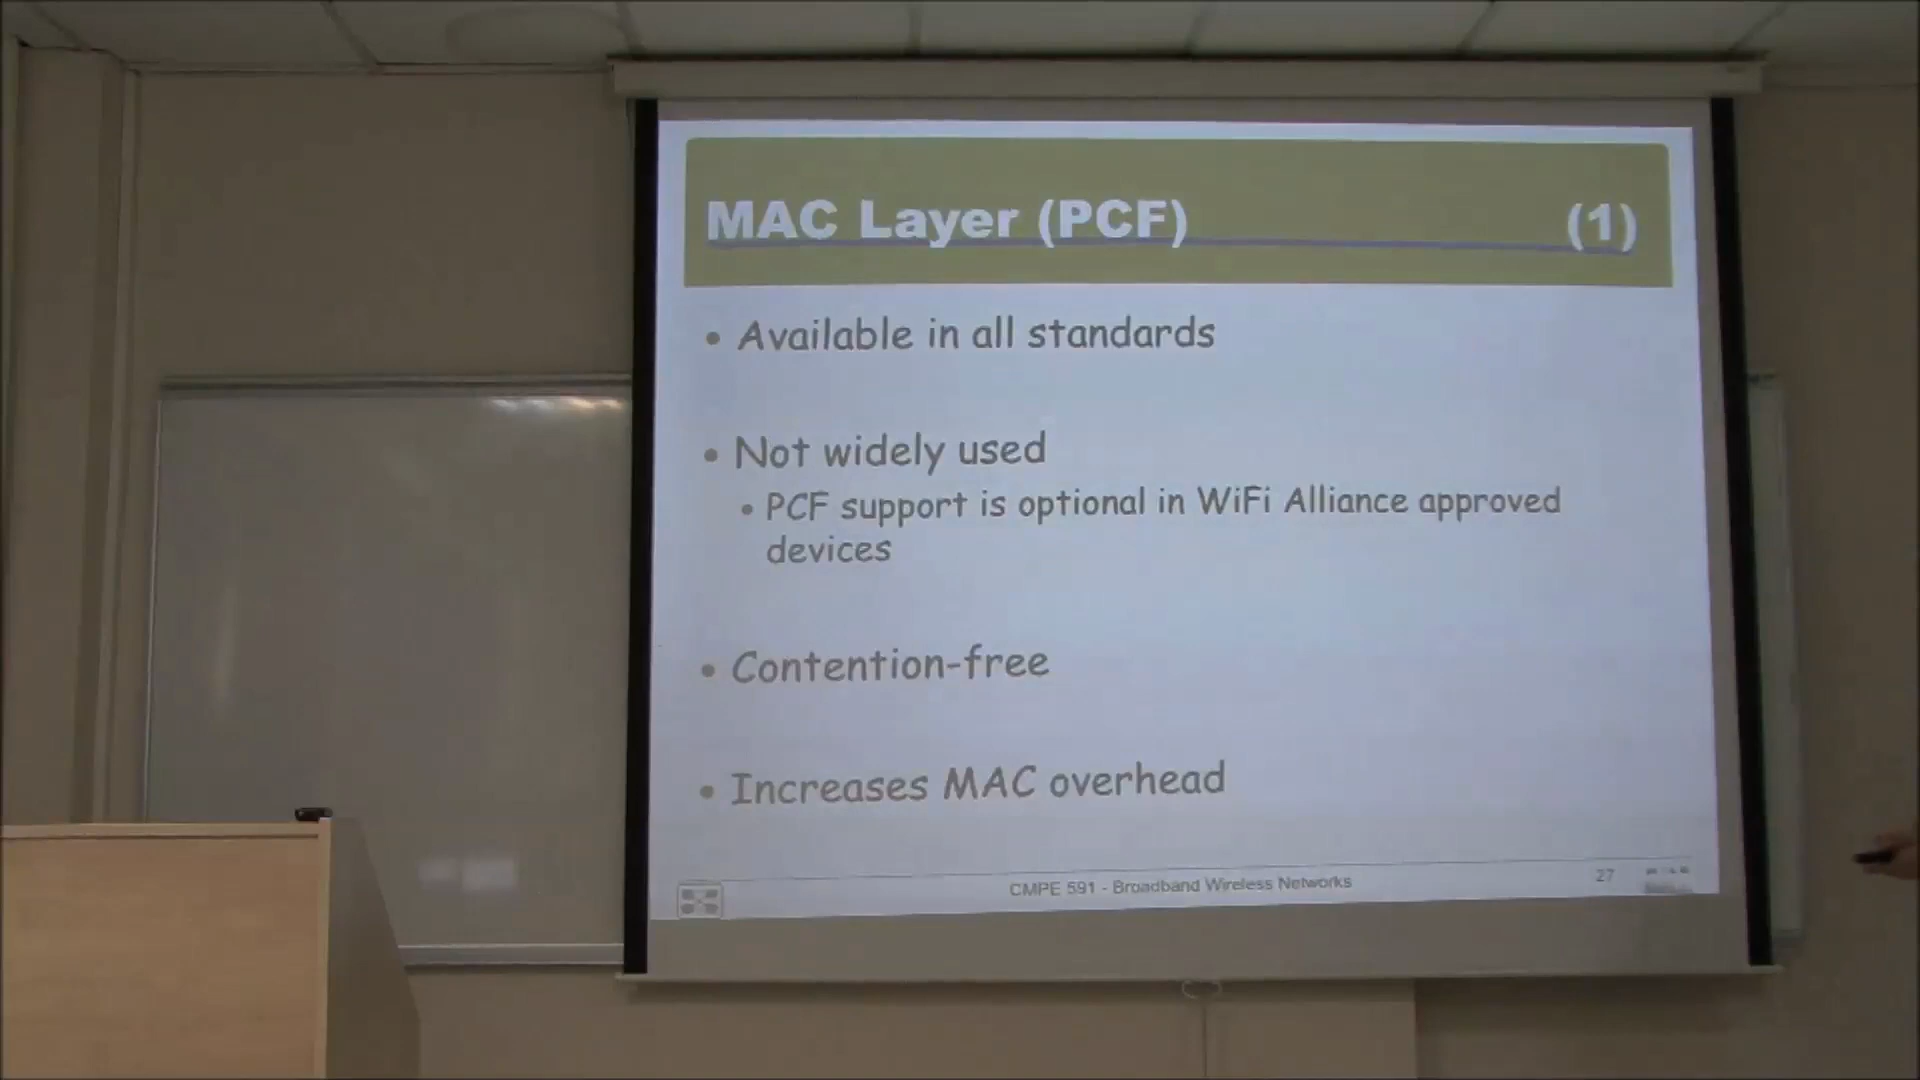 MAC Layer (PCF) (1)
• Available in all standards
• Not widely used
• PCF support is optional in WiFi Alliance approved
devices
• Contention-free
• Increases MAC overhead
CMPE 591 - Broadband Wireless Networks 27